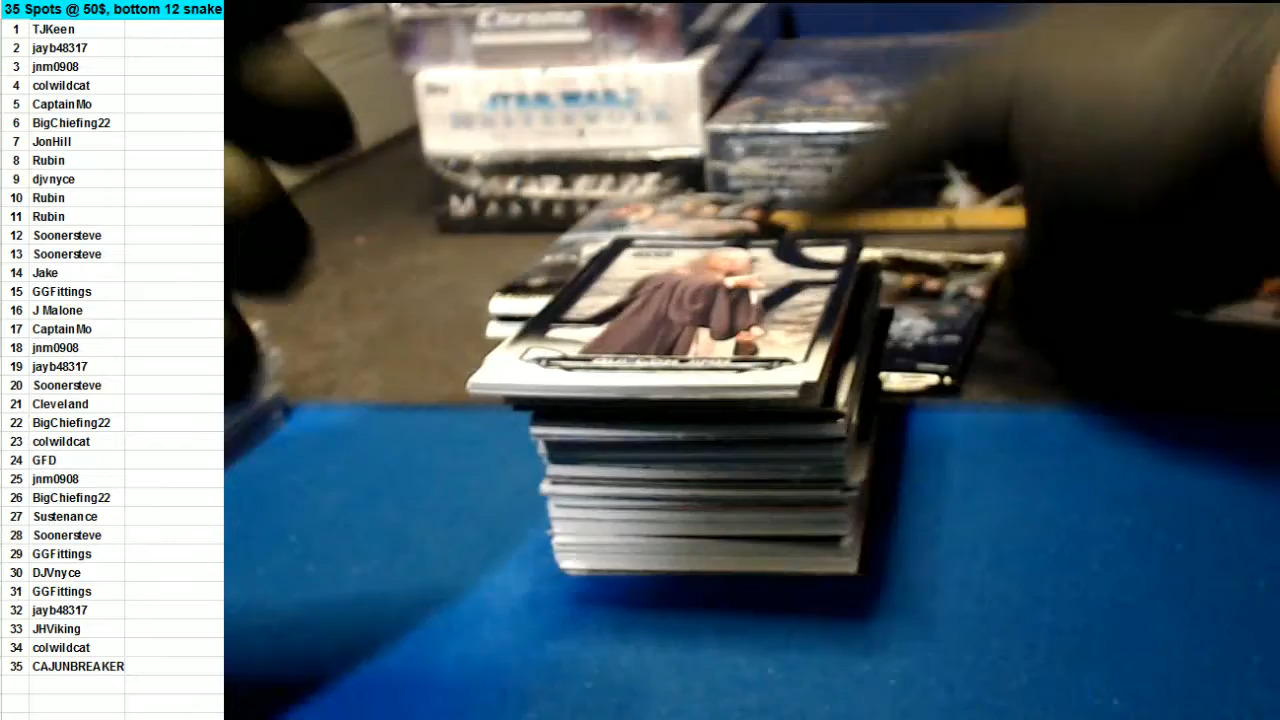 35 Spots @ 50$, bottom 12 snake
1 TJKeen
2 jayb48317
3 jnm0908
4 colwildcat
5 CaptainMo
6 BigChiefing22
7 JonHill
8 Rubin
9 djvnyce
10 Rubin
11 Rubin
12 Soonersteve
13 Soonersteve
14 Jake
15 GGFittings
16 J Malone
17 CaptainMo
18 jnm0908
19 jayb48317
20 Soonersteve
21 Cleveland
22 BigChiefing22
23 colwildcat
24 GFD
25 jnm0908
26 BigChiefing22
27 Sustenance
28 Soonersteve
29 GGFittings
30 DJVnyce
31 GGFittings
32 jayb48317
33 JHViking
34 colwildcat
35 CAJUNBREAKER
Chrome
STAR WARS
MASTERWORK